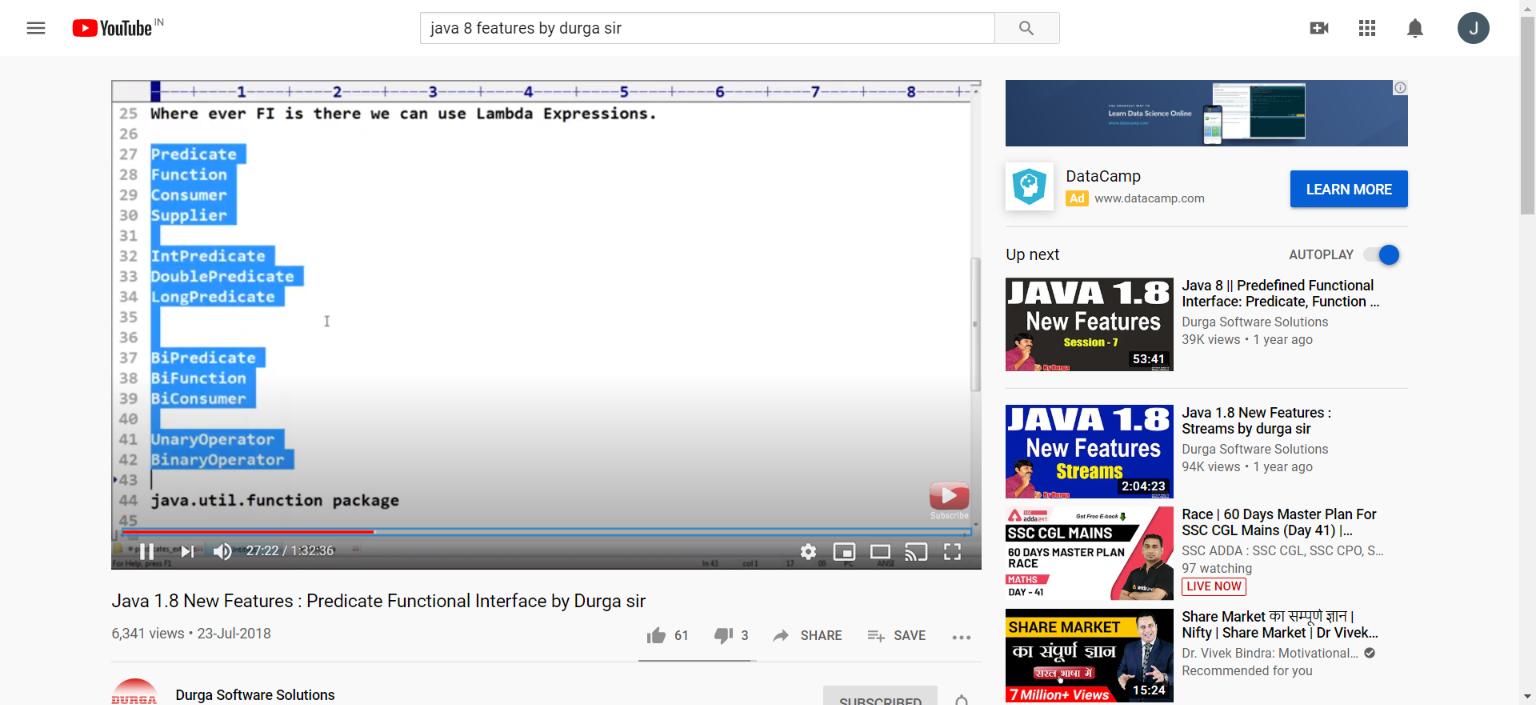 YouTube IN
java 8 features by durga sir
J
1 2 3 4 5 6 7 8
25 Where ever FI is there we can use Lambda Expressions.
26
27 Predicate
28 Function
29 Consumer
30 Supplier
31
32 IntPredicate
33 DoublePredicate
34 LongPredicate
35
36
37 BiPredicate
38 BiFunction
39 BiConsumer
40
41 UnaryOperator
42 BinaryOperator
43
44 java.util.function package
45
Subscribe
27:22 / 1:32:36
For Help, press F1
Java 1.8 New Features : Predicate Functional Interface by Durga sir
6,341 views • 23-Jul-2018
61 3 SHARE SAVE
DURGA
Durga Software Solutions
SUBSCRIBED
Learn Data Science Online
DataCamp
Ad www.datacamp.com
LEARN MORE
Up next
AUTOPLAY
JAVA 1.8
New Features
Session - 7
53:41
Java 8 || Predefined Functional
Interface: Predicate, Function ...
Durga Software Solutions
39K views • 1 year ago
JAVA 1.8
New Features
Streams
2:04:23
Java 1.8 New Features :
Streams by durga sir
Durga Software Solutions
94K views • 1 year ago
Get Free E-book
SSC CGL MAINS
60 DAYS MASTER PLAN
RACE
MATHS
DAY - 41
Race | 60 Days Master Plan For
SSC CGL Mains (Day 41) |...
SSC ADDA : SSC CGL, SSC CPO, S...
97 watching
LIVE NOW
SHARE MARKET
का संपूर्ण ज्ञान
सरल भाषा में
7 Million+ Views
15:24
Share Market का सम्पूर्ण ज्ञान |
Nifty | Share Market | Dr Vivek...
Dr. Vivek Bindra: Motivational...
Recommended for you